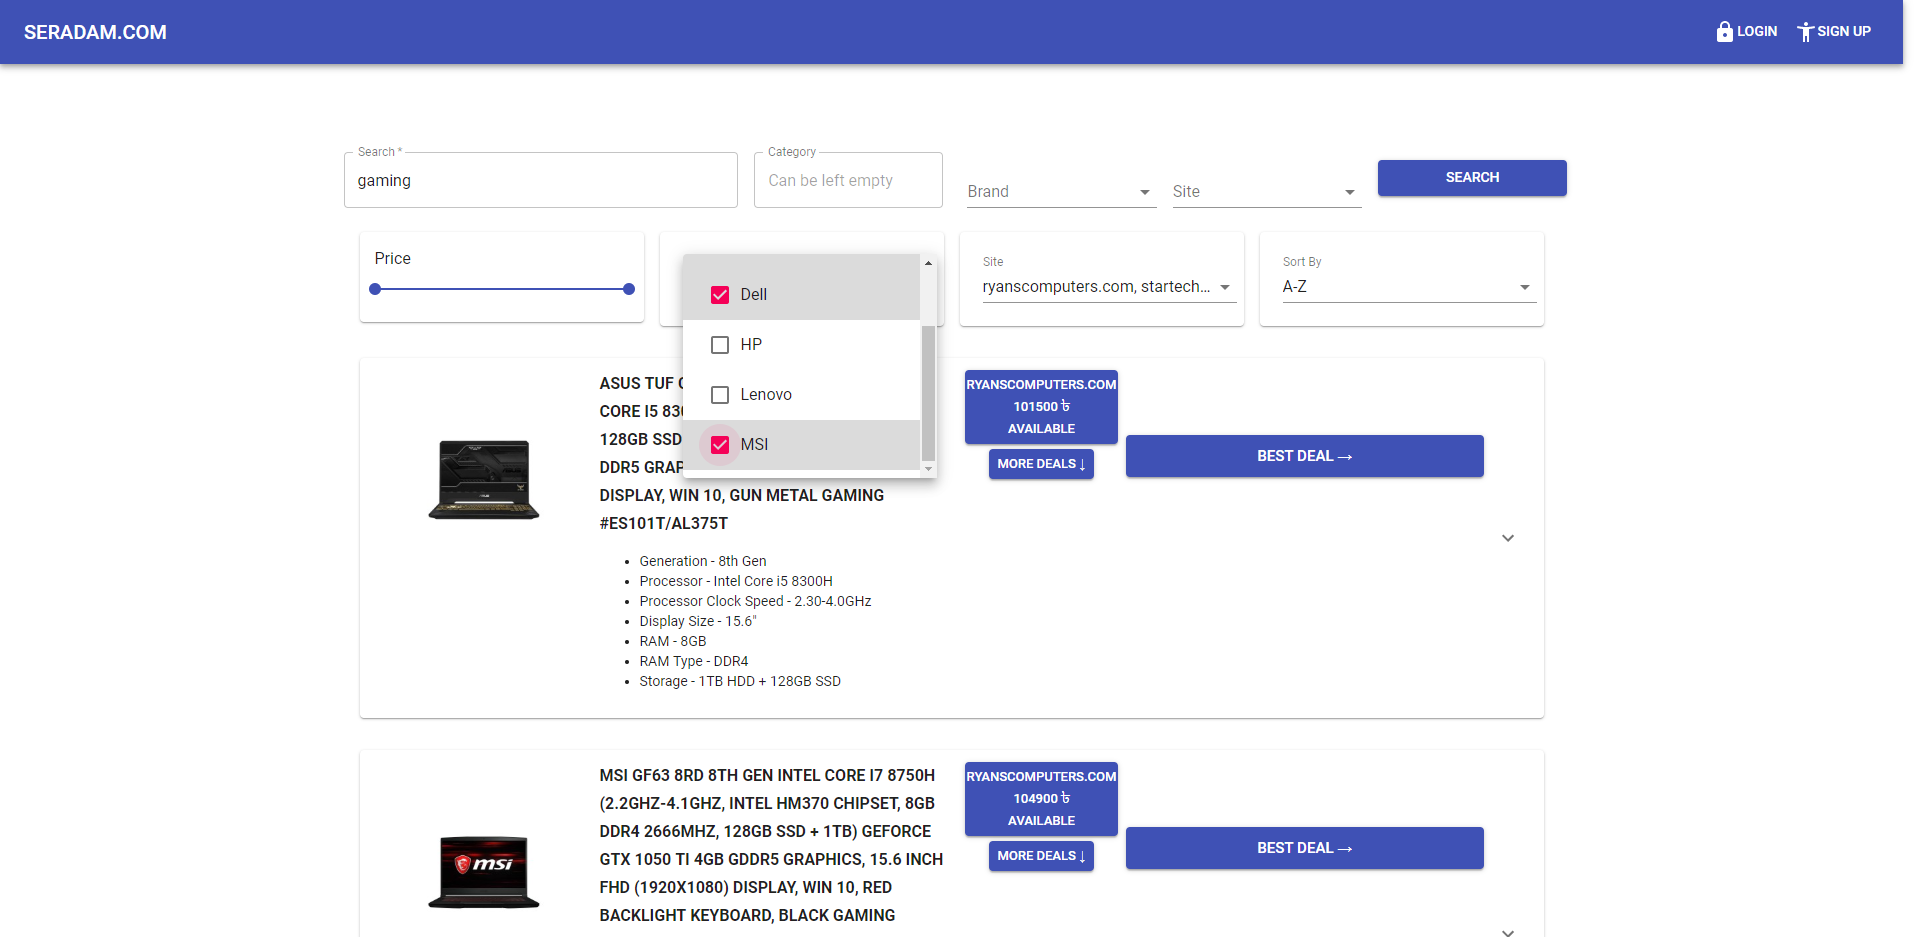 SERADAM.COM
LOGIN
SIGN UP
Search *
gaming
Category
Can be left empty
Brand
Site
SEARCH
Price
Dell
HP
Lenovo
MSI
Site
ryanscomputers.com, startech...
Sort By
A-Z
ASUS TUF
CORE I5
128GB SSD
DDR5
DISPLAY, WIN 10, GUN METAL GAMING
#ES101T/AL375T
Generation - 8th Gen
Processor - Intel Core i5 8300H
Processor Clock Speed - 2.30-4.0GHz
Display Size - 15.6"
RAM - 8GB
RAM Type - DDR4
Storage - 1TB HDD + 128GB SSD
RYANSCOMPUTERS.COM
101500 ৳
AVAILABLE
MORE DEALS ↓
BEST DEAL →
msi
MSI GF63 8RD 8TH GEN INTEL CORE I7 8750H
(2.2GHZ-4.1GHZ, INTEL HM370 CHIPSET, 8GB
DDR4 2666MHZ, 128GB SSD + 1TB) GEFORCE
GTX 1050 TI 4GB GDDR5 GRAPHICS, 15.6 INCH
FHD (1920X1080) DISPLAY, WIN 10, RED
BACKLIGHT KEYBOARD, BLACK GAMING
RYANSCOMPUTERS.COM
104900 ৳
AVAILABLE
MORE DEALS ↓
BEST DEAL →